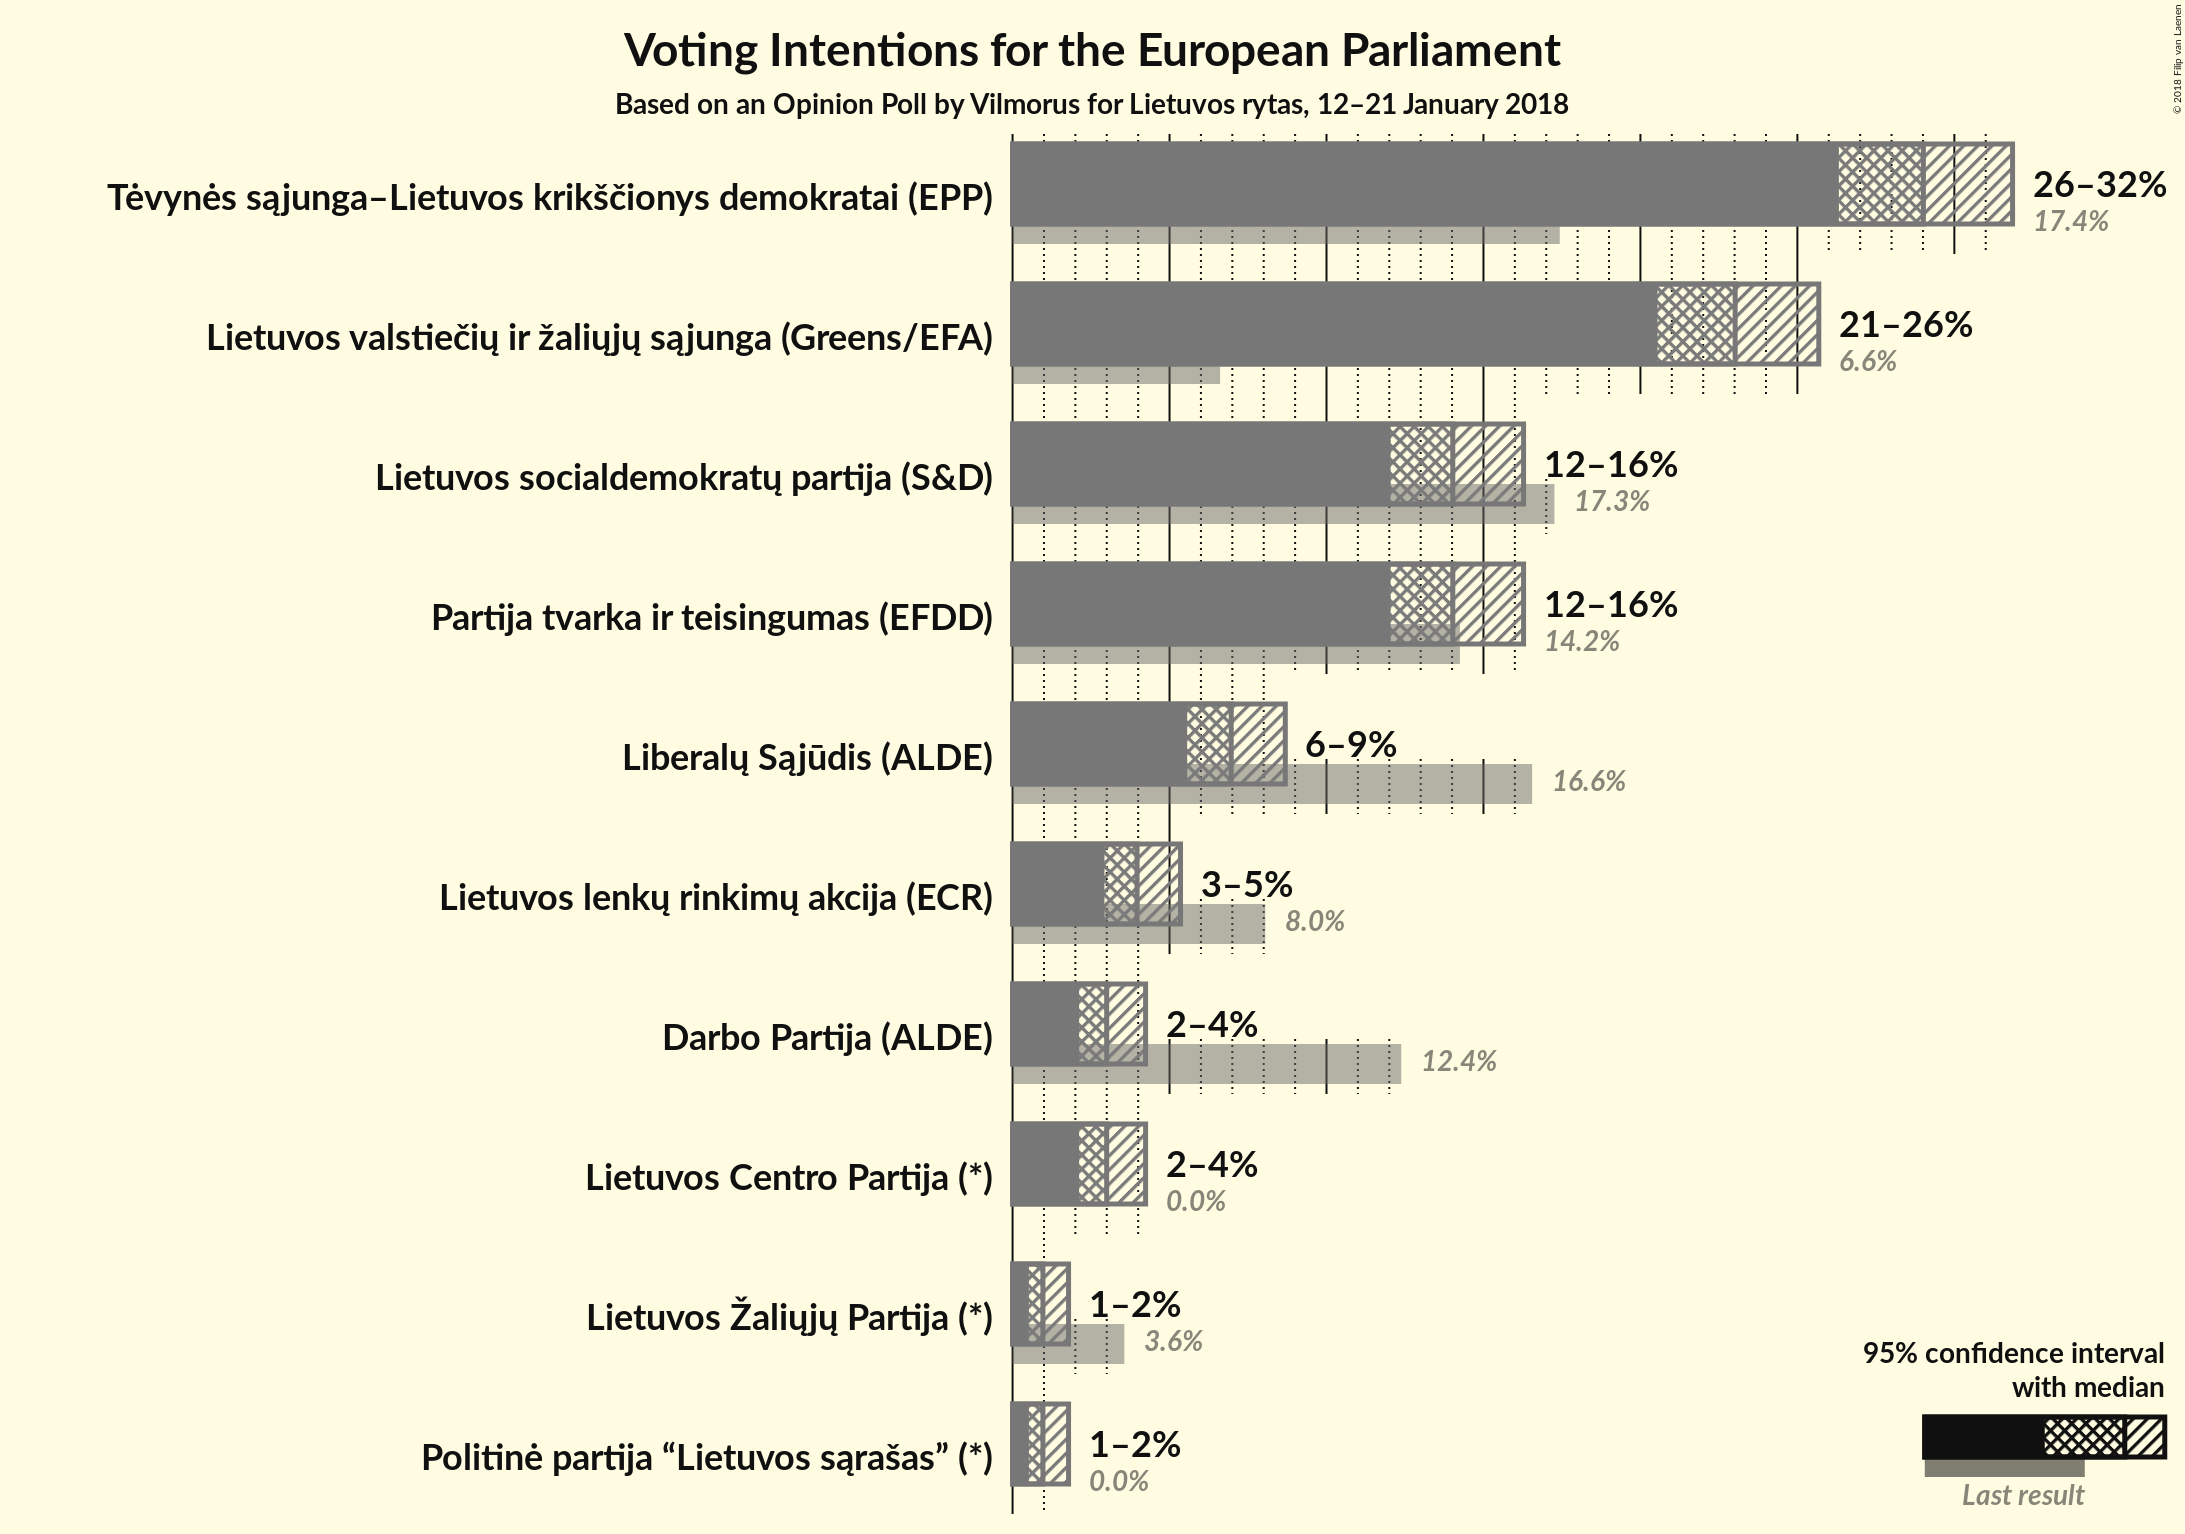 Voting Intentions for the European Parliament
Based on an Opinion Poll by Vilmorus for Lietuvos rytas, 12–21 January 2018
© 2018 Filip van Laenen
Tėvynės sąjunga–Lietuvos krikščionys demokratai (EPP)
26–32%
17.4%
Lietuvos valstiečių ir žaliųjų sąjunga (Greens/EFA)
21–26%
6.6%
Lietuvos socialdemokratų partija (S&D)
12–16%
17.3%
Partija tvarka ir teisingumas (EFDD)
12–16%
14.2%
Liberalų Sąjūdis (ALDE)
6–9%
16.6%
Lietuvos lenkų rinkimų akcija (ECR)
3–5%
8.0%
Darbo Partija (ALDE)
2–4%
12.4%
Lietuvos Centro Partija (*)
2–4%
0.0%
Lietuvos Žaliųjų Partija (*)
1–2%
3.6%
Politinė partija “Lietuvos sąrašas” (*)
1–2%
0.0%
95% confidence interval
with median
Last result